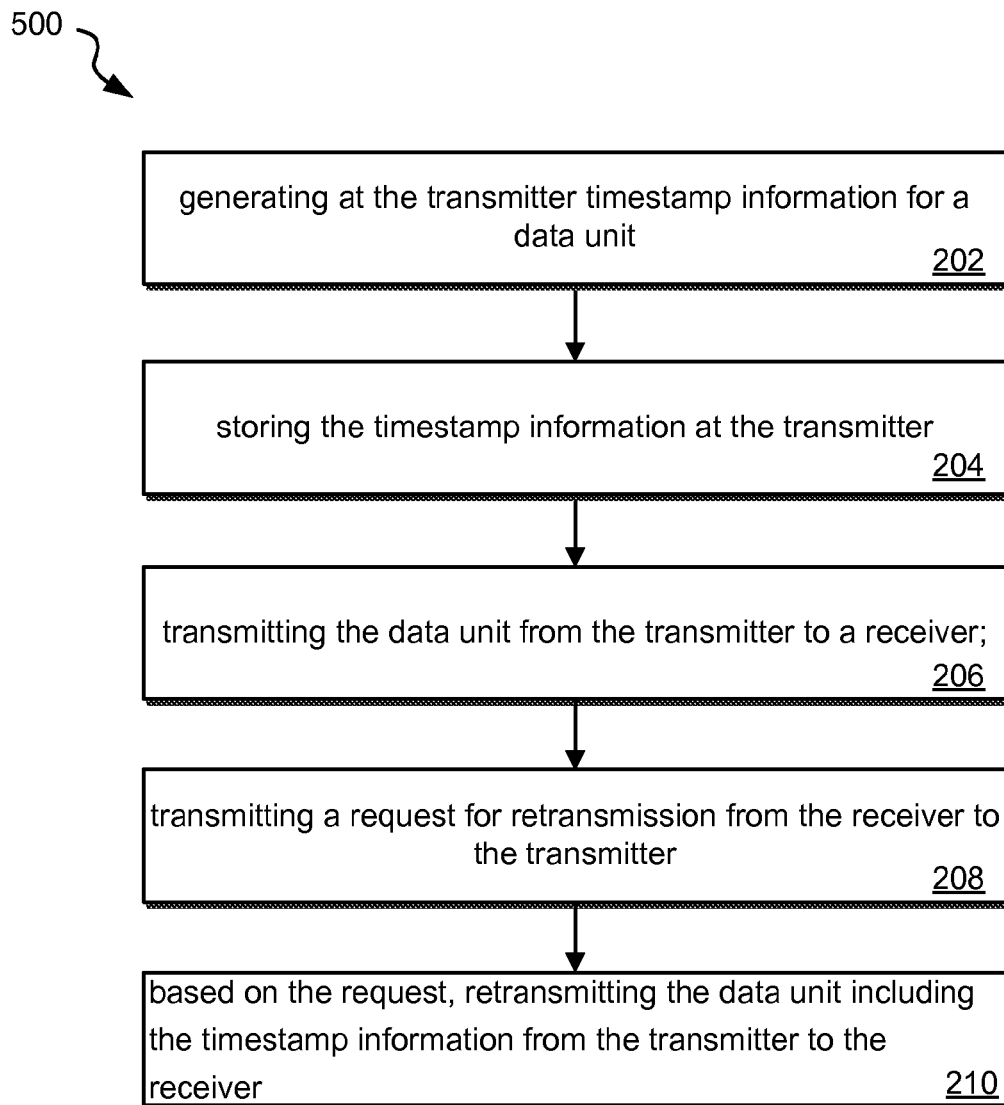 500
generating at the transmitter timestamp information for a
data unit
202
storing the timestamp information at the transmitter
204
transmitting the data unit from the transmitter to a receiver;
206
transmitting a request for retransmission from the receiver to
the transmitter
208
based on the request, retransmitting the data unit including
the timestamp information from the transmitter to the
receiver
210